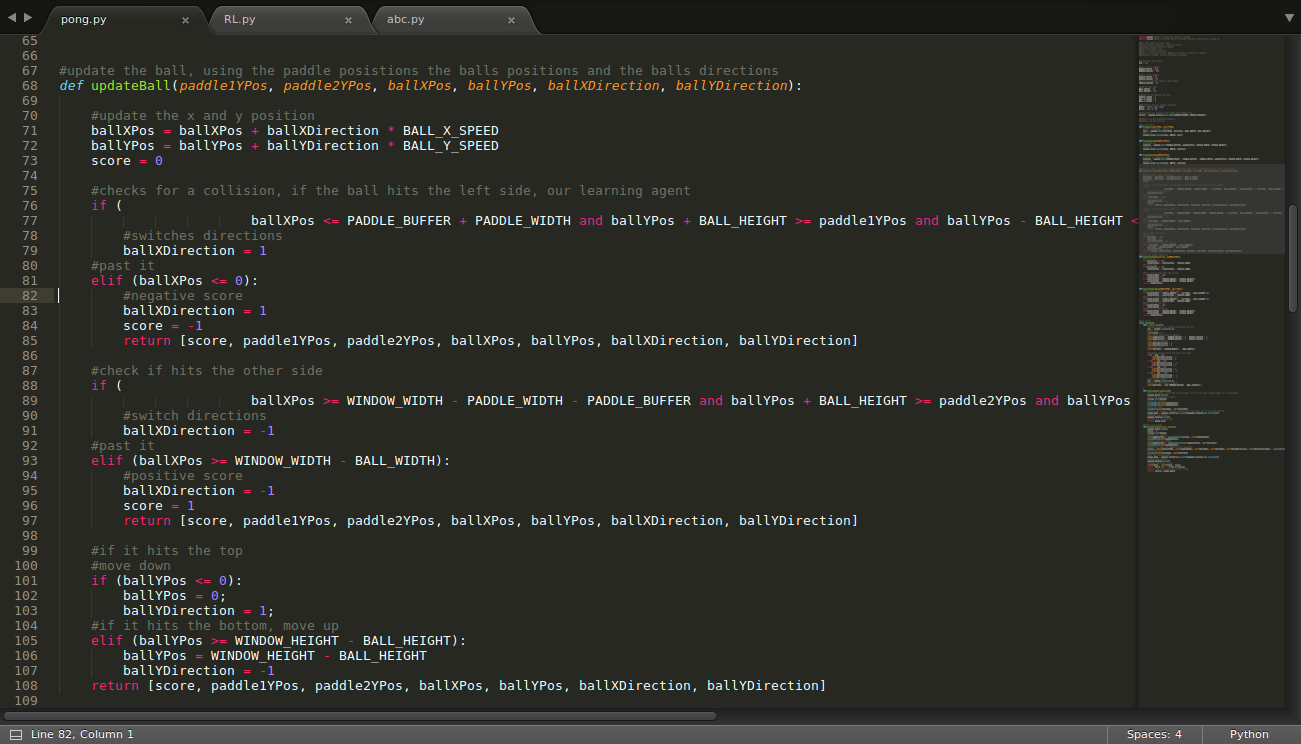 pong.py × RL.py × abc.py ×
65
66
67 #update the ball, using the paddle posistions the balls positions and the balls directions
68 def updateBall(paddle1YPos, paddle2YPos, ballXPos, ballYPos, ballXDirection, ballYDirection):
69
70 #update the x and y position
71 ballXPos = ballXPos + ballXDirection * BALL_X_SPEED
72 ballYPos = ballYPos + ballYDirection * BALL_Y_SPEED
73 score = 0
74
75 #checks for a collision, if the ball hits the left side, our learning agent
76 if (
77 ballXPos <= PADDLE_BUFFER + PADDLE_WIDTH and ballYPos + BALL_HEIGHT >= paddle1YPos and ballYPos - BALL_HEIGHT <
78 #switches directions
79 ballXDirection = 1
80 #past it
81 elif (ballXPos <= 0):
82 #negative score
83 ballXDirection = 1
84 score = -1
85 return [score, paddle1YPos, paddle2YPos, ballXPos, ballYPos, ballXDirection, ballYDirection]
86
87 #check if hits the other side
88 if (
89 ballXPos >= WINDOW_WIDTH - PADDLE_WIDTH - PADDLE_BUFFER and ballYPos + BALL_HEIGHT >= paddle2YPos and ballYPos
90 #switch directions
91 ballXDirection = -1
92 #past it
93 elif (ballXPos >= WINDOW_WIDTH - BALL_WIDTH):
94 #positive score
95 ballXDirection = -1
96 score = 1
97 return [score, paddle1YPos, paddle2YPos, ballXPos, ballYPos, ballXDirection, ballYDirection]
98
99 #if it hits the top
100 #move down
101 if (ballYPos <= 0):
102 ballYPos = 0;
103 ballYDirection = 1;
104 #if it hits the bottom, move up
105 elif (ballYPos >= WINDOW_HEIGHT - BALL_HEIGHT):
106 ballYPos = WINDOW_HEIGHT - BALL_HEIGHT
107 ballYDirection = -1
108 return [score, paddle1YPos, paddle2YPos, ballXPos, ballYPos, ballXDirection, ballYDirection]
109
Line 82, Column 1 Spaces: 4 Python